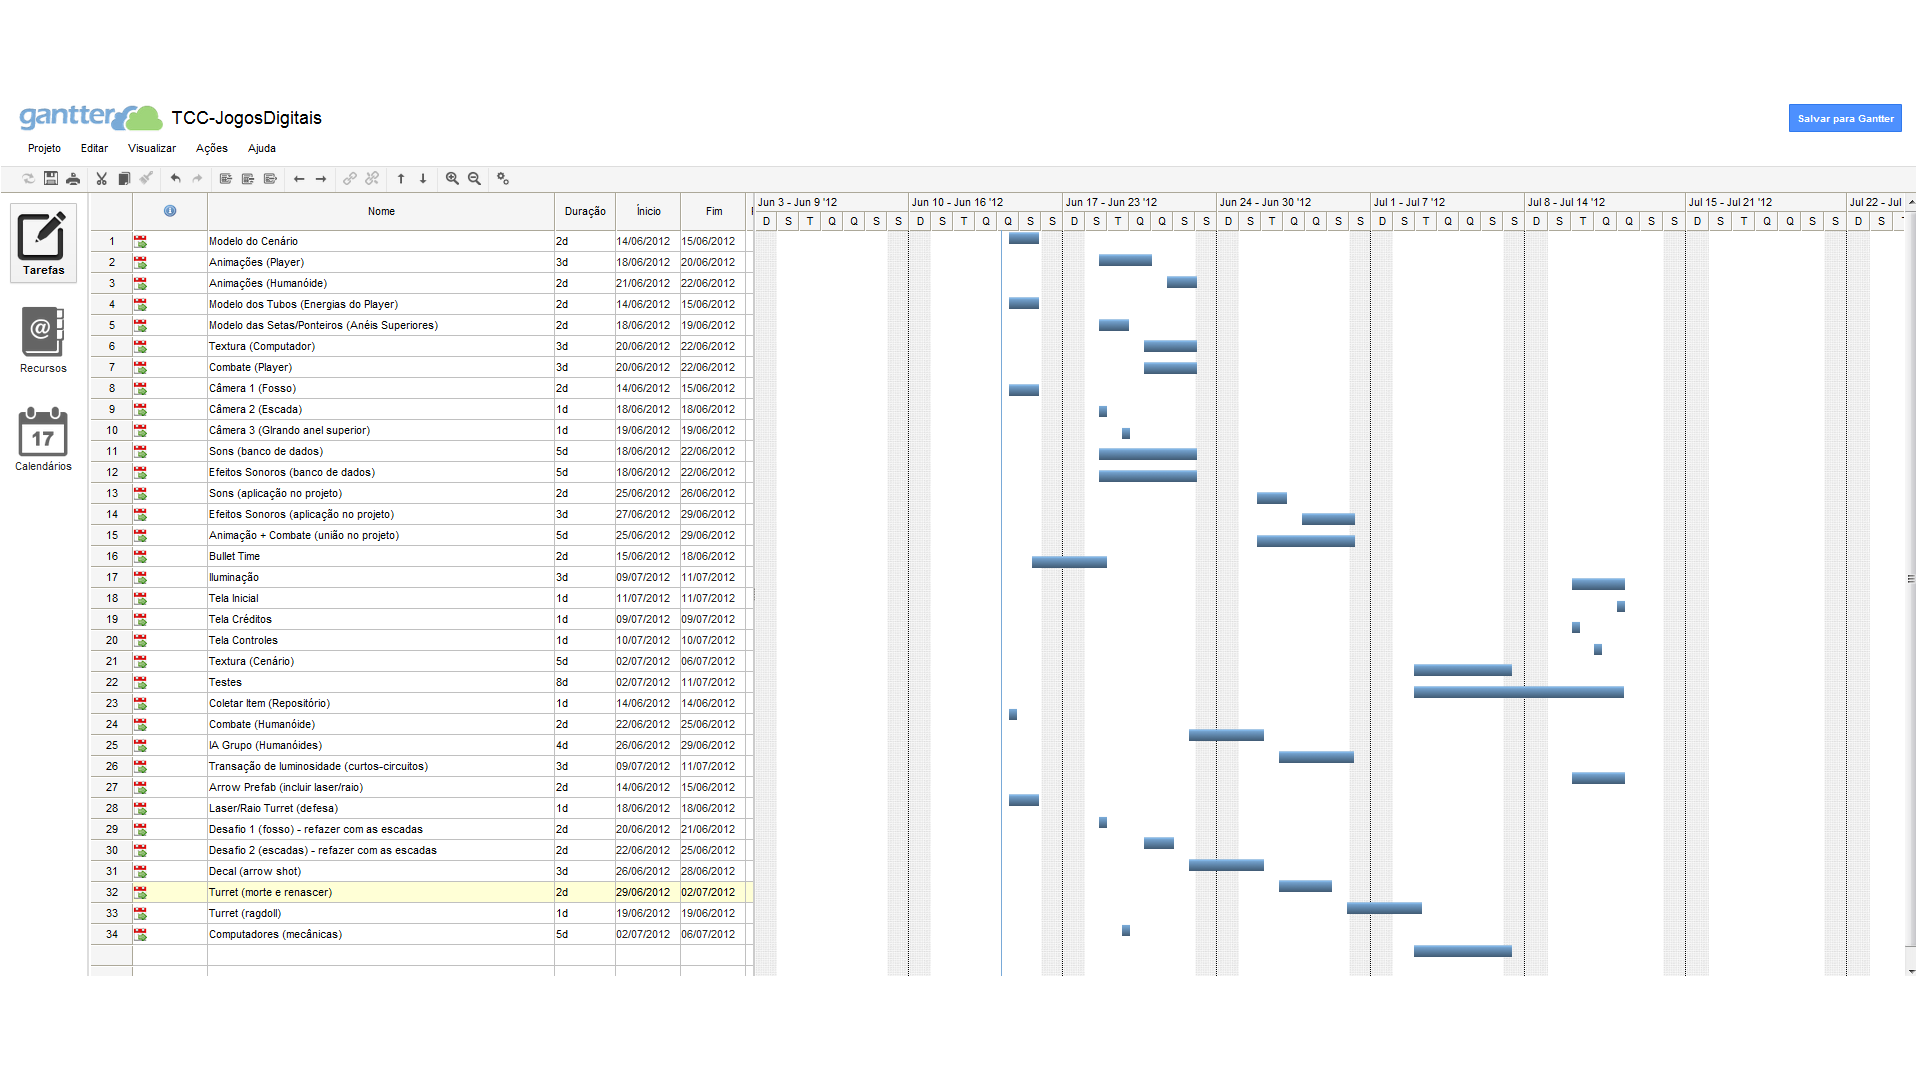 gantter TCC-JogosDigitais
Salvar para Gantter
Projeto Editar Visualizar Ações Ajuda
Tarefas
@
Recursos
17
Calendários
Nome Duração Ínicio Fim
Jun 3 - Jun 9 '12 Jun 10 - Jun 16 '12 Jun 17 - Jun 23 '12 Jun 24 - Jun 30 '12 Jul 1 - Jul 7 '12 Jul 8 - Jul 14 '12 Jul 15 - Jul 21 '12 Jul 22 - Jul
D S T Q Q S S D S T Q Q S S D S T Q Q S S D S T Q Q S S D S T Q Q S S D S T Q Q S S D S T Q Q S S D S T
1 Modelo do Cenário 2d 14/06/2012 15/06/2012
2 Animações (Player) 3d 18/06/2012 20/06/2012
3 Animações (Humanóide) 2d 21/06/2012 22/06/2012
4 Modelo dos Tubos (Energias do Player) 2d 14/06/2012 15/06/2012
5 Modelo das Setas/Ponteiros (Anéis Superiores) 2d 18/06/2012 19/06/2012
6 Textura (Computador) 3d 20/06/2012 22/06/2012
7 Combate (Player) 3d 20/06/2012 22/06/2012
8 Câmera 1 (Fosso) 2d 14/06/2012 15/06/2012
9 Câmera 2 (Escada) 1d 18/06/2012 18/06/2012
10 Câmera 3 (GIrando anel superior) 1d 19/06/2012 19/06/2012
11 Sons (banco de dados) 5d 18/06/2012 22/06/2012
12 Efeitos Sonoros (banco de dados) 5d 18/06/2012 22/06/2012
13 Sons (aplicação no projeto) 2d 25/06/2012 26/06/2012
14 Efeitos Sonoros (aplicação no projeto) 3d 27/06/2012 29/06/2012
15 Animação + Combate (união no projeto) 5d 25/06/2012 29/06/2012
16 Bullet Time 2d 15/06/2012 18/06/2012
17 Iluminação 3d 09/07/2012 11/07/2012
18 Tela Inicial 1d 11/07/2012 11/07/2012
19 Tela Créditos 1d 09/07/2012 09/07/2012
20 Tela Controles 1d 10/07/2012 10/07/2012
21 Textura (Cenário) 5d 02/07/2012 06/07/2012
22 Testes 8d 02/07/2012 11/07/2012
23 Coletar Item (Repositório) 1d 14/06/2012 14/06/2012
24 Combate (Humanóide) 2d 22/06/2012 25/06/2012
25 IA Grupo (Humanóides) 4d 26/06/2012 29/06/2012
26 Transação de luminosidade (curtos-circuitos) 3d 09/07/2012 11/07/2012
27 Arrow Prefab (incluir laser/raio) 2d 14/06/2012 15/06/2012
28 Laser/Raio Turret (defesa) 1d 18/06/2012 18/06/2012
29 Desafio 1 (fosso) - refazer com as escadas 2d 20/06/2012 21/06/2012
30 Desafio 2 (escadas) - refazer com as escadas 2d 22/06/2012 25/06/2012
31 Decal (arrow shot) 3d 26/06/2012 28/06/2012
32 Turret (morte e renascer) 2d 29/06/2012 02/07/2012
33 Turret (ragdoll) 1d 19/06/2012 19/06/2012
34 Computadores (mecânicas) 5d 02/07/2012 06/07/2012